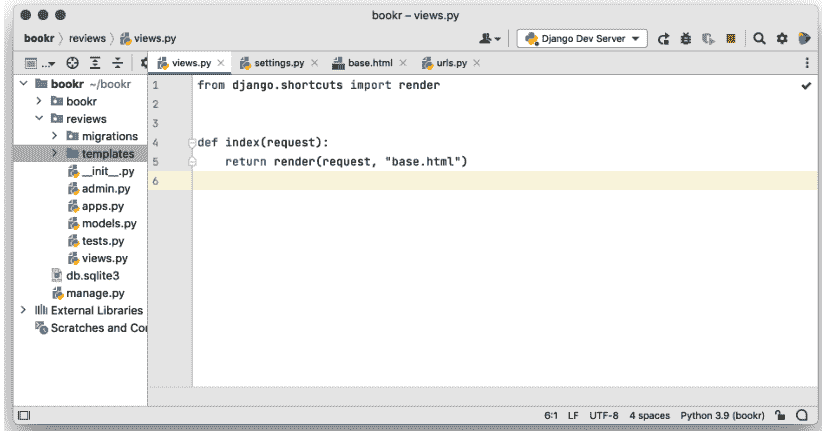 bookr – views.py
bookr reviews views.py
Django Dev Server
... views.py settings.py base.html urls.py
bookr ~/bookr
bookr
reviews
migrations
templates
__init__.py
admin.py
apps.py
models.py
tests.py
views.py
db.sqlite3
manage.py
External Libraries
Scratches and Co
1 from django.shortcuts import render
2
3
4 def index(request):
5 return render(request, "base.html")
6
6:1 LF UTF-8 4 spaces Python 3.9 (bookr)